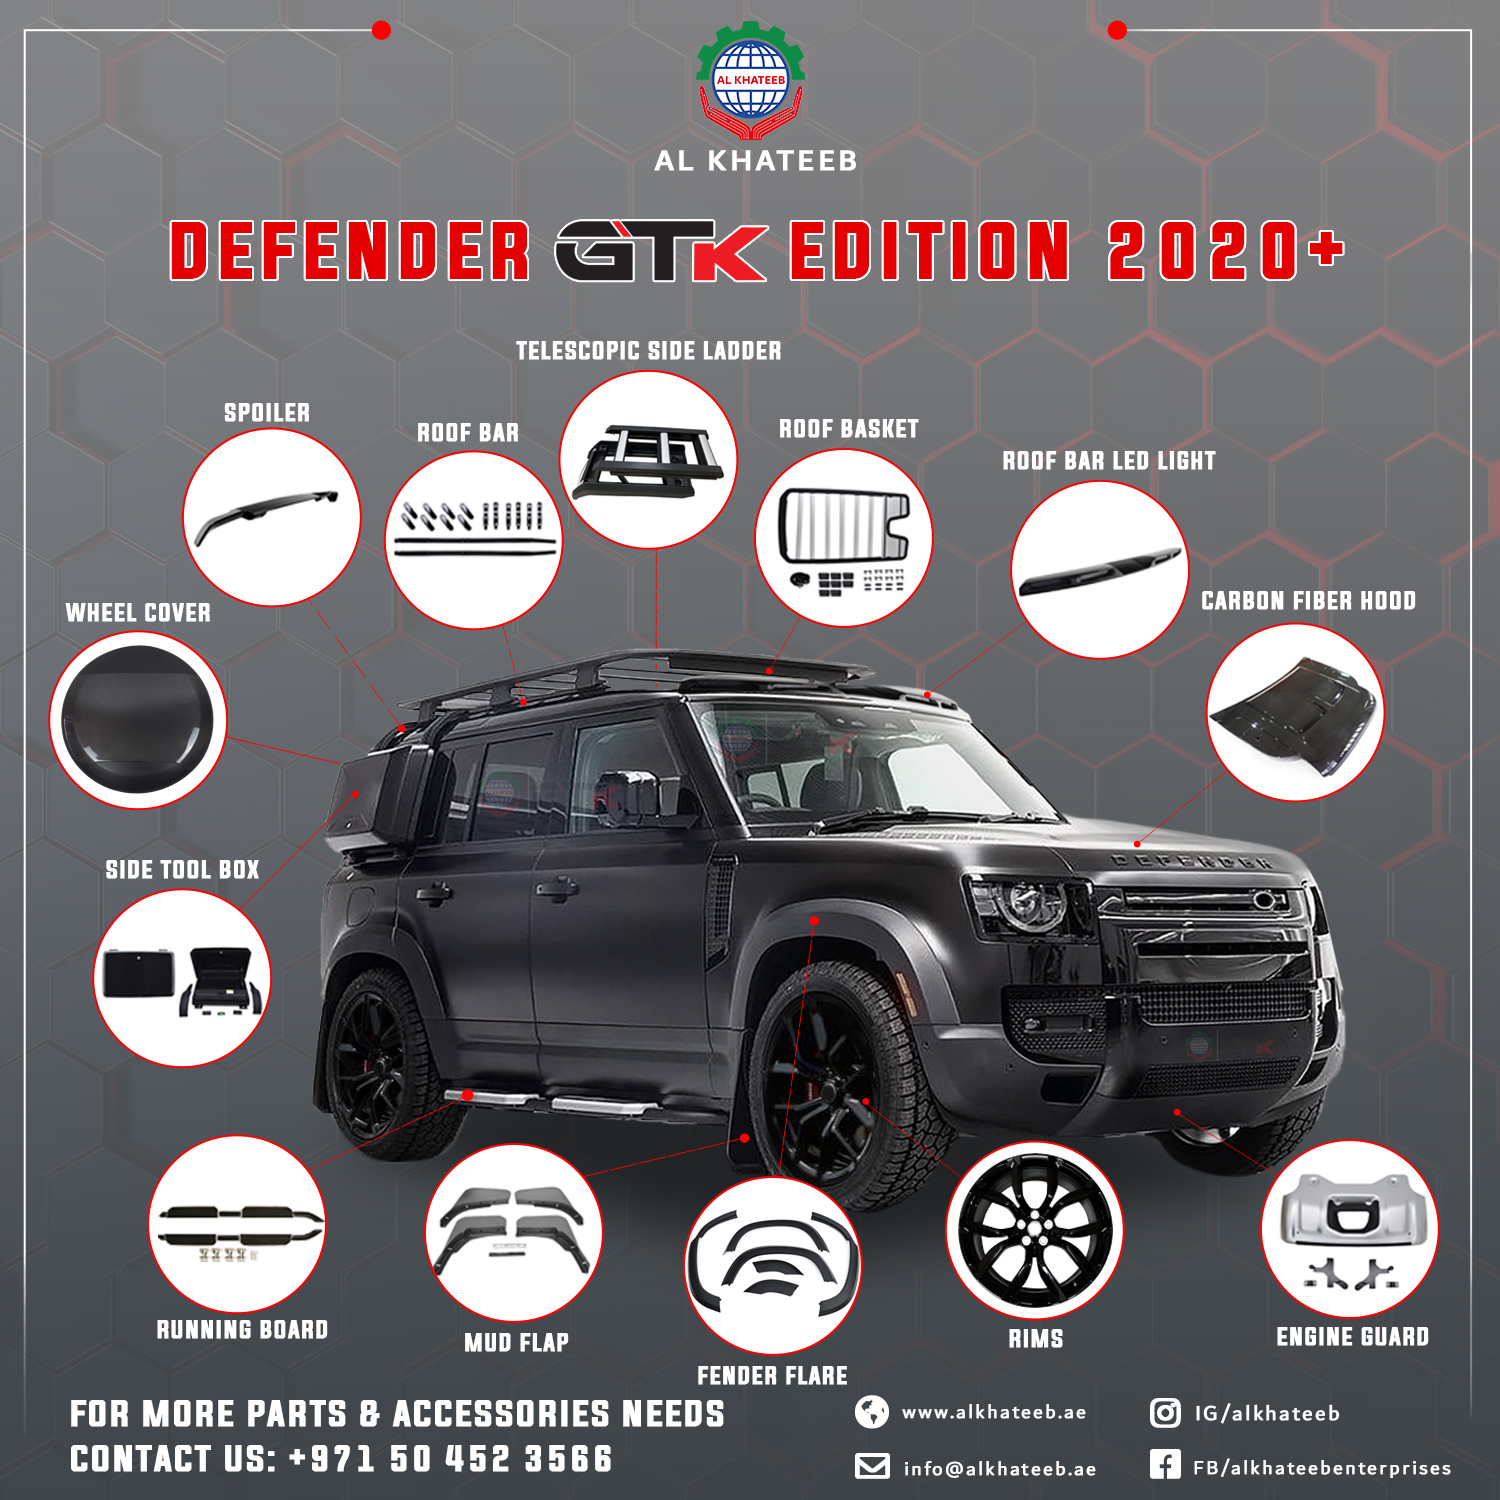 AL KHATEEB
AL KHATEEB
DEFENDER GTK EDITION 2020+
TELESCOPIC SIDE LADDER
SPOILER
ROOF BAR
ROOF BASKET
ROOF BAR LED LIGHT
WHEEL COVER
CARBON FIBER HOOD
SIDE TOOL BOX
DEFENDER
RUNNING BOARD
MUD FLAP
FENDER FLARE
RIMS
ENGINE GUARD
FOR MORE PARTS & ACCESSORIES NEEDS
CONTACT US: +971 50 452 3566
www.alkhateeb.ae
IG/alkhateeb
info@alkhateeb.ae
FB/alkhateebenterprises